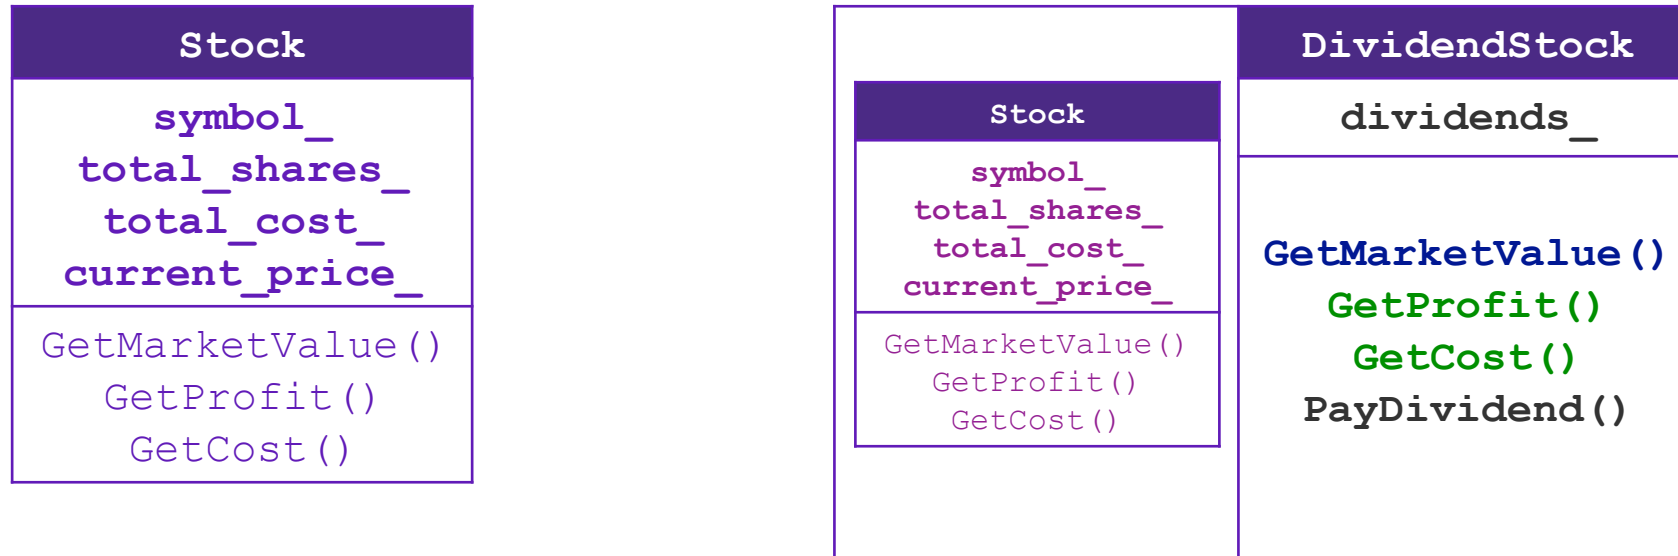 Stock
symbol_
total_shares_
total_cost_
current_price_
GetMarketValue()
GetProfit()
GetCost()
Stock
symbol_
total_shares_
total_cost_
current_price_
GetMarketValue()
GetProfit()
GetCost()
DividendStock
dividends_
GetMarketValue()
GetProfit()
GetCost()
PayDividend()